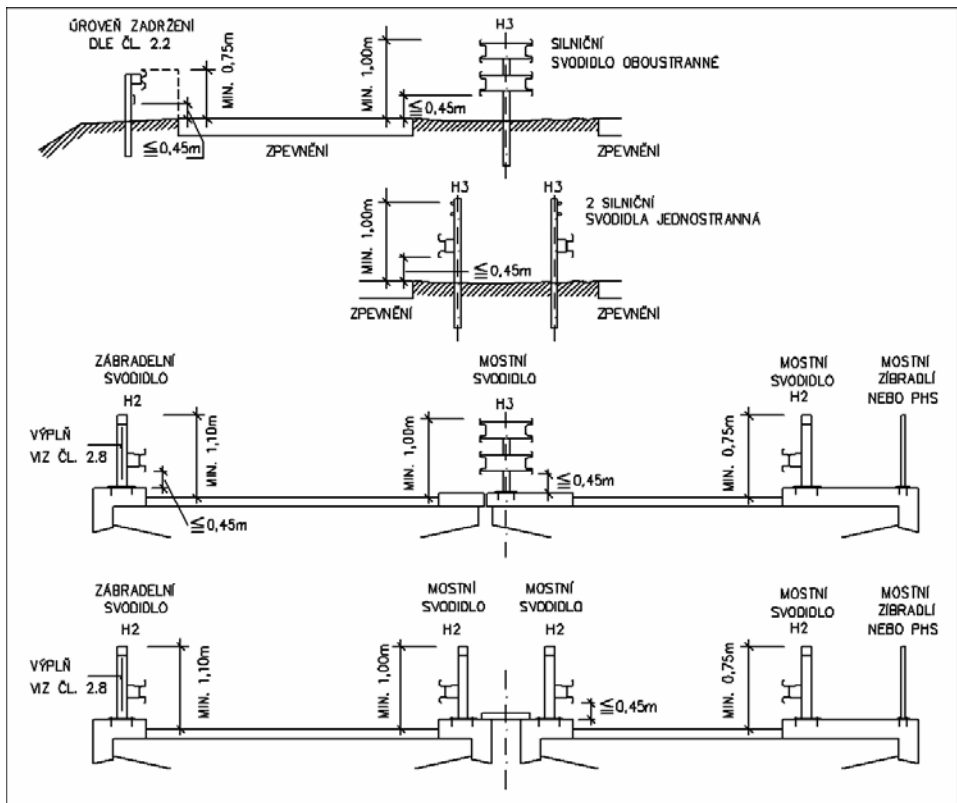 ÚROVEŇ ZADRŽENÍ
DLE ČL. 2.2
MIN. 0,75m
≦0,45m
ZPEVNĚNÍ
MIN. 1,00m
≦0,45m
H3
SILNIČNÍ
SVODIDLO OBOUSTRANNÉ
ZPEVNĚNÍ
MIN. 1,00m
≦0,45m
H3
H3
2 SILNIČNÍ
SVODIDLA JEDNOSTRANNÁ
ZPEVNĚNÍ
ZPEVNĚNÍ
ZÁBRADELNÍ
SVODIDLO
H2
VÝPLŇ
VIZ ČL. 2.8
MIN. 1,10m
≦0,45m
MOSTNÍ
SVODIDLO
H3
MIN. 1,00m
≦0,45m
MOSTNÍ
SVODIDLO
H2
MIN. 0,75m
MOSTNÍ
ZÍBRADLÍ
NEBO PHS
ZÁBRADELNÍ
SVODIDLO
H2
VÝPLŇ
VIZ ČL. 2.8
MIN. 1,10m
MOSTNÍ
SVODIDLO
H2
MIN. 1,00m
MOSTNÍ
SVODIDLO
H2
≦0,45m
MOSTNÍ
SVODIDLO
H2
MIN. 0,75m
MOSTNÍ
ZÍBRADLÍ
NEBO PHS